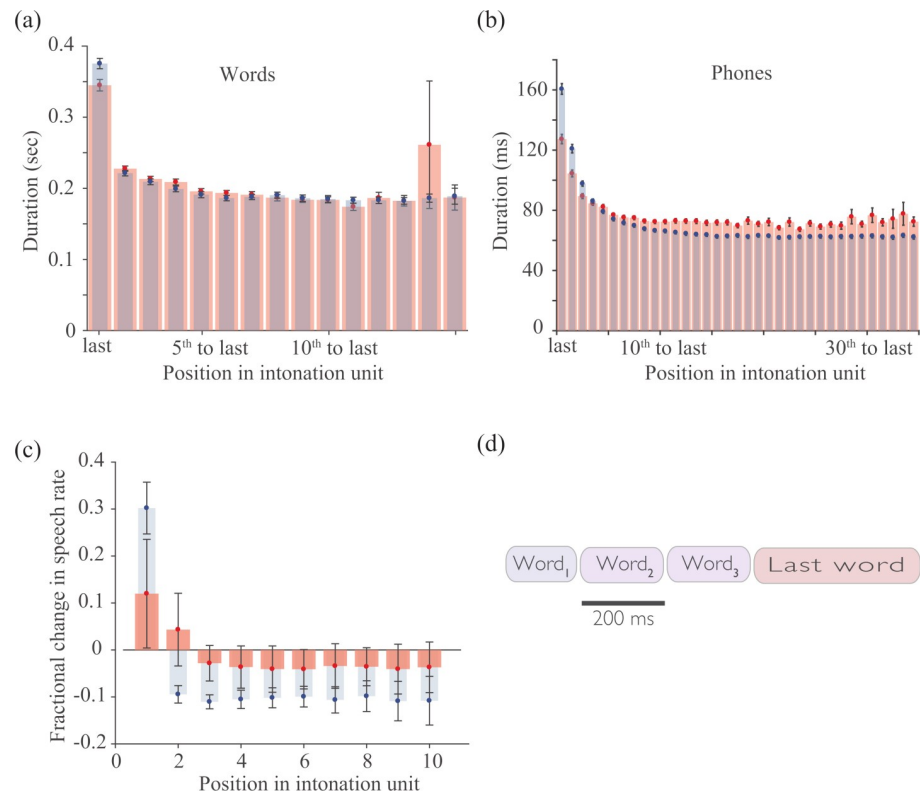 (a)
Words
Duration (sec)
0.4
0.3
0.2
0.1
0
last
5th to last
10th to last
Position in intonation unit
(b)
Phones
Duration (ms)
160
120
80
40
0
last
10th to last
30th to last
Position in intonation unit
(c)
Fractional change in speech rate
0.4
0.3
0.2
0.1
0
-0.1
-0.2
0
2
4
6
8
10
Position in intonation unit
(d)
Word1 Word2 Word3 Last word
200 ms